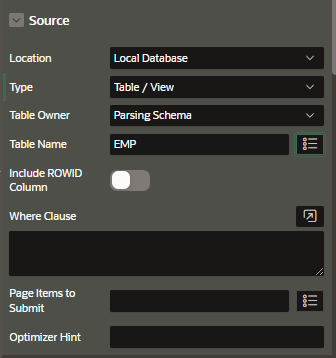 Source
Location
Local Database
Type
Table / View
Table Owner
Parsing Schema
Table Name
EMP
Include ROWID
Column
Where Clause
Page Items to
Submit
Optimizer Hint